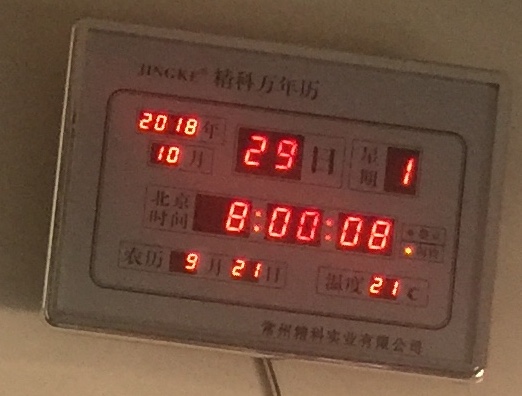 JINGKE® 精科万年历
2018 年 29 日 星期 1
10 月
北京时间 8:00:08
农历 9 月 21 日 温度 21 ℃
常州精科实业有限公司